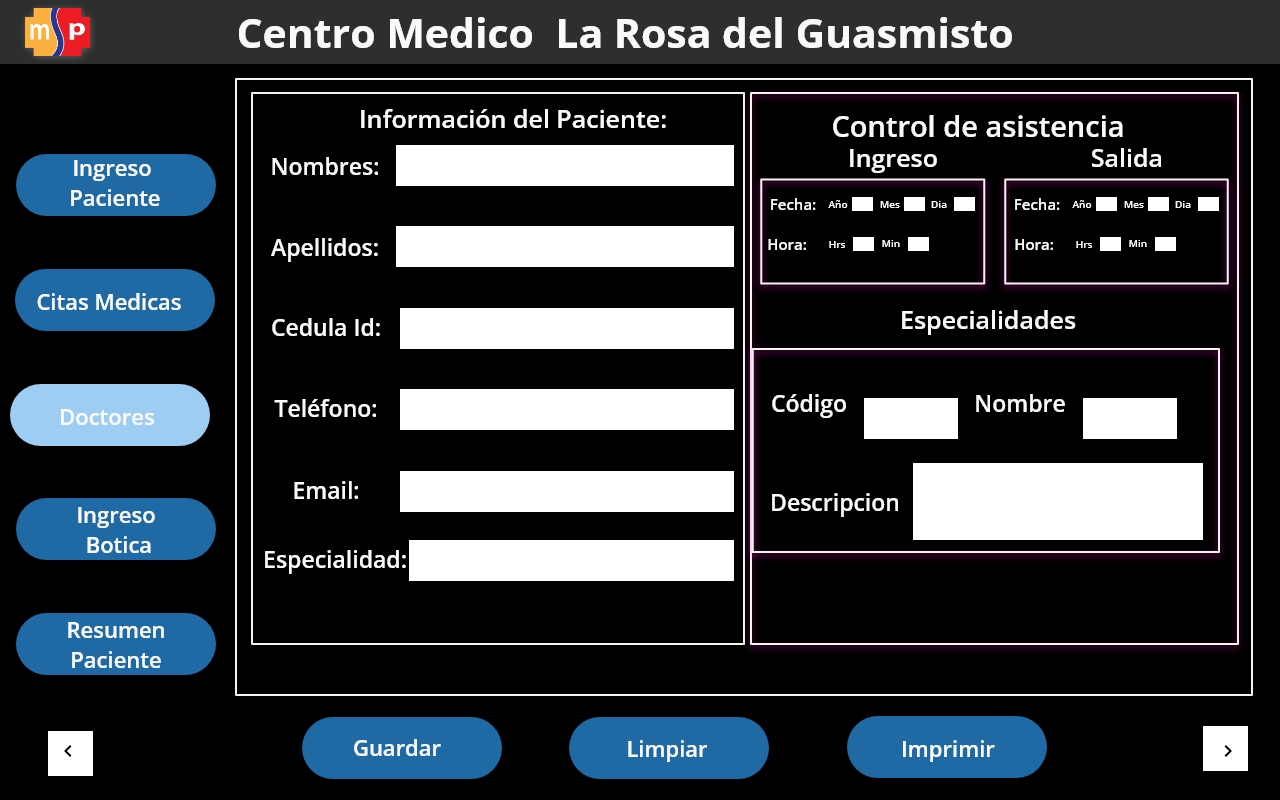 mSp
Centro Medico  La Rosa del Guasmisto
Ingreso
Paciente
Citas Medicas
Doctores
Ingreso
Botica
Resumen
Paciente
Información del Paciente:
Nombres:
Apellidos:
Cedula Id:
Teléfono:
Email:
Especialidad:
Control de asistencia
Ingreso
Salida
Fecha: Año Mes Dia
Hora: Hrs Min
Fecha: Año Mes Dia
Hora: Hrs Min
Especialidades
Código
Nombre
Descripcion
Guardar
Limpiar
Imprimir